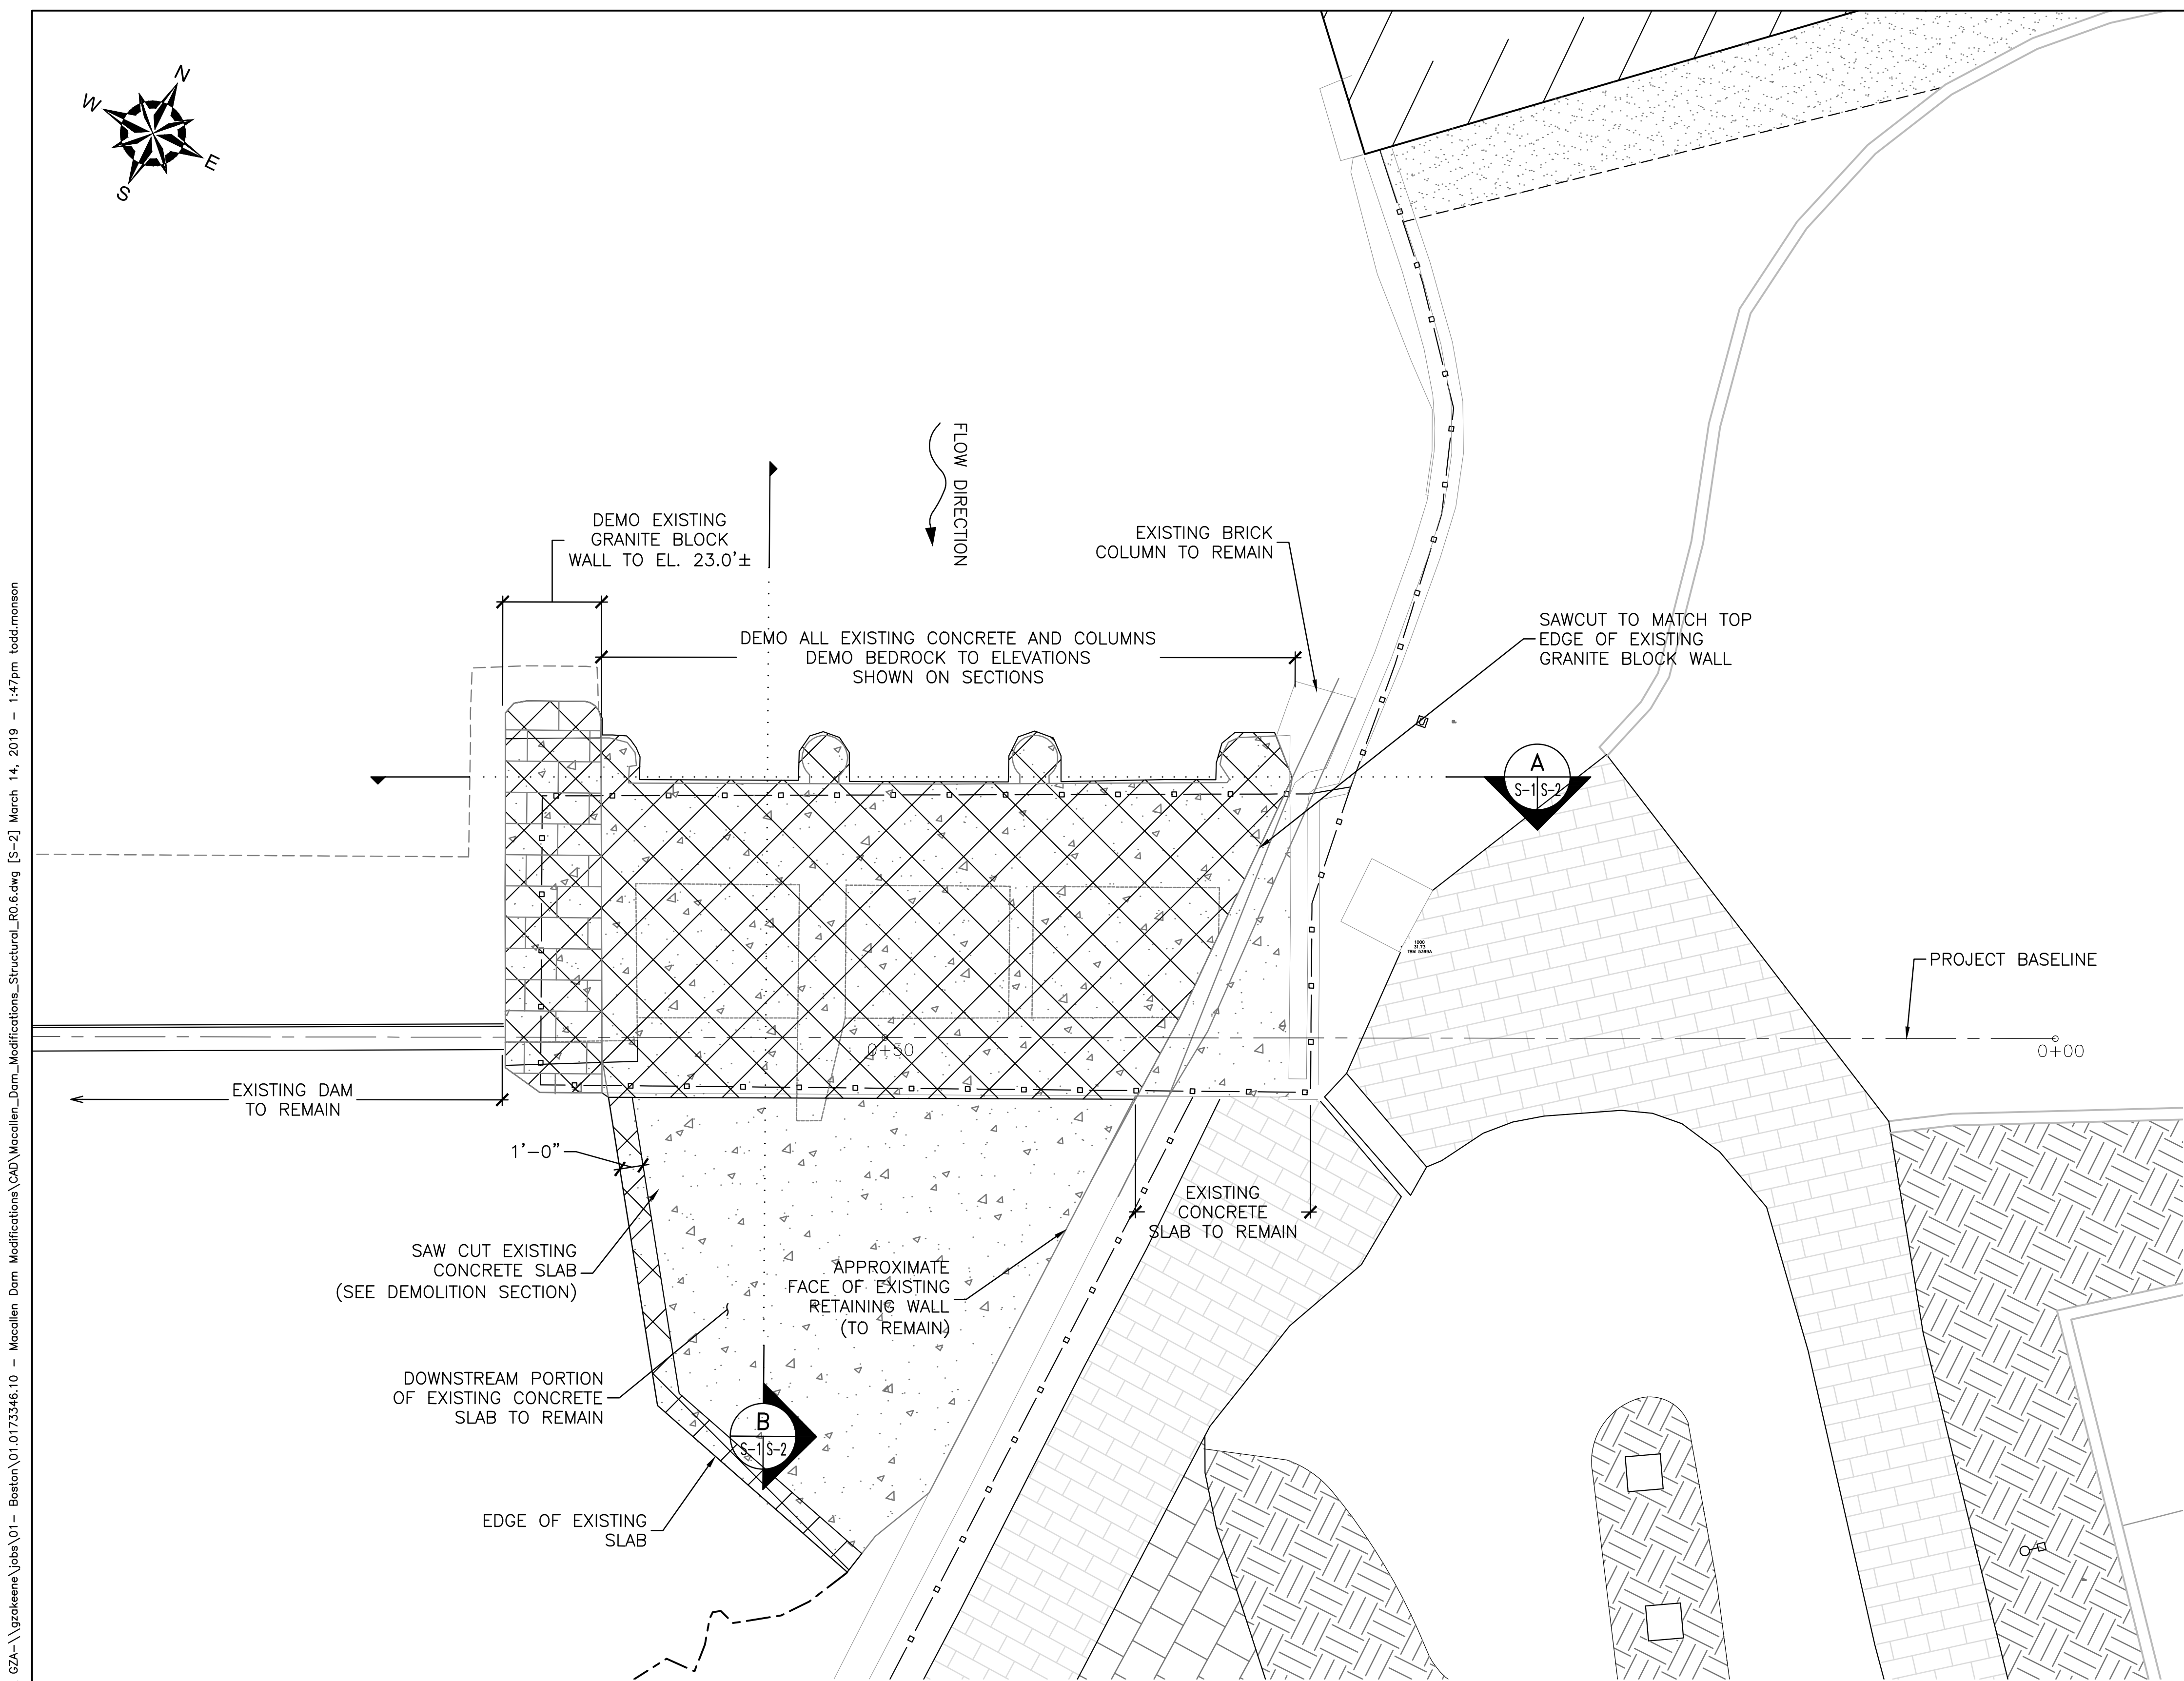 N
W
E
S
FLOW DIRECTION
DEMO EXISTING
GRANITE BLOCK
WALL TO EL. 23.0'±
EXISTING BRICK
COLUMN TO REMAIN
DEMO ALL EXISTING CONCRETE AND COLUMNS
DEMO BEDROCK TO ELEVATIONS
SHOWN ON SECTIONS
SAWCUT TO MATCH TOP
EDGE OF EXISTING
GRANITE BLOCK WALL
A
S-1 S-2
1000
31.73
TBM 5399A
PROJECT BASELINE
0+50
0+00
EXISTING DAM
TO REMAIN
1'-0"
EXISTING
CONCRETE
SLAB TO REMAIN
SAW CUT EXISTING
CONCRETE SLAB
(SEE DEMOLITION SECTION)
APPROXIMATE
FACE OF EXISTING
RETAINING WALL
(TO REMAIN)
DOWNSTREAM PORTION
OF EXISTING CONCRETE
SLAB TO REMAIN
B
S-1 S-2
EDGE OF EXISTING
SLAB
GZA-\\gzakeene\jobs\01- Boston\01.0173346.10 - Macallen Dam Modifications\CAD\Macallen_Dam_Modifications_Structural_R0.6.dwg [S-2] March 14, 2019 - 1:47pm todd.monson